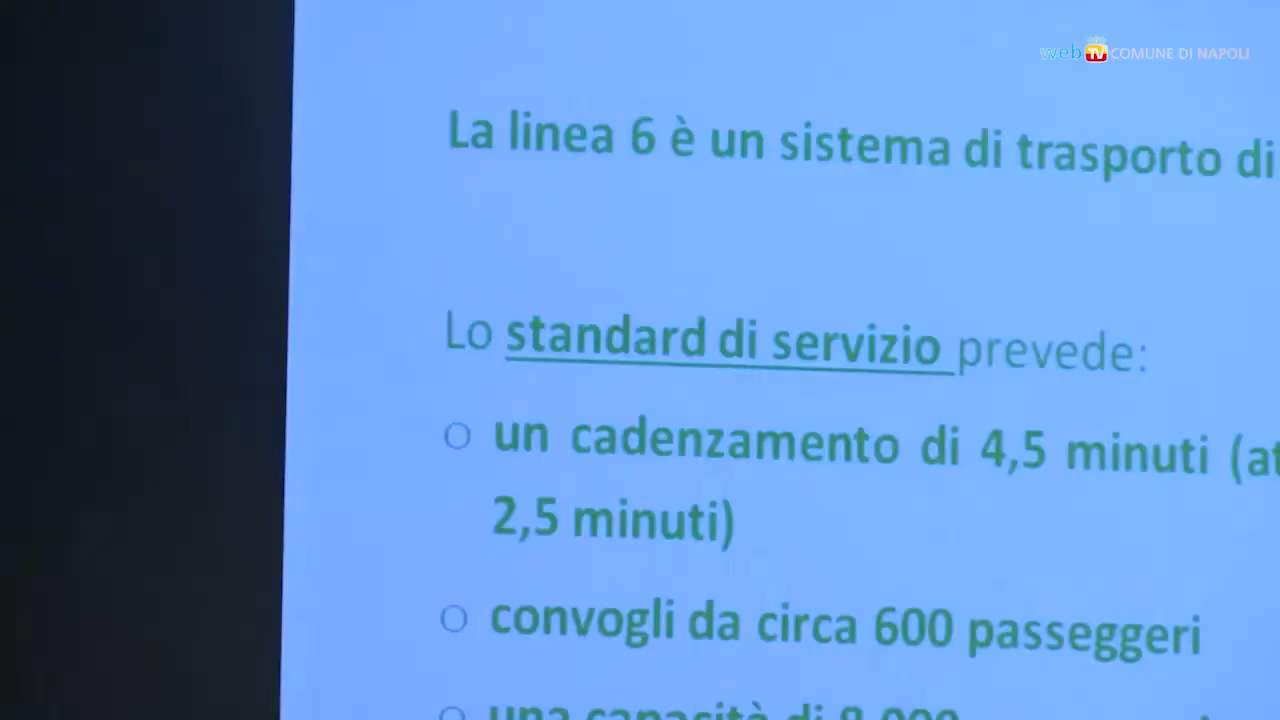 web TV COMUNE DI NAPOLI
La linea 6 è un sistema di trasporto di
Lo standard di servizio prevede:
un cadenzamento di 4,5 minuti (at
2,5 minuti)
convogli da circa 600 passeggeri
una capacità di 8.000